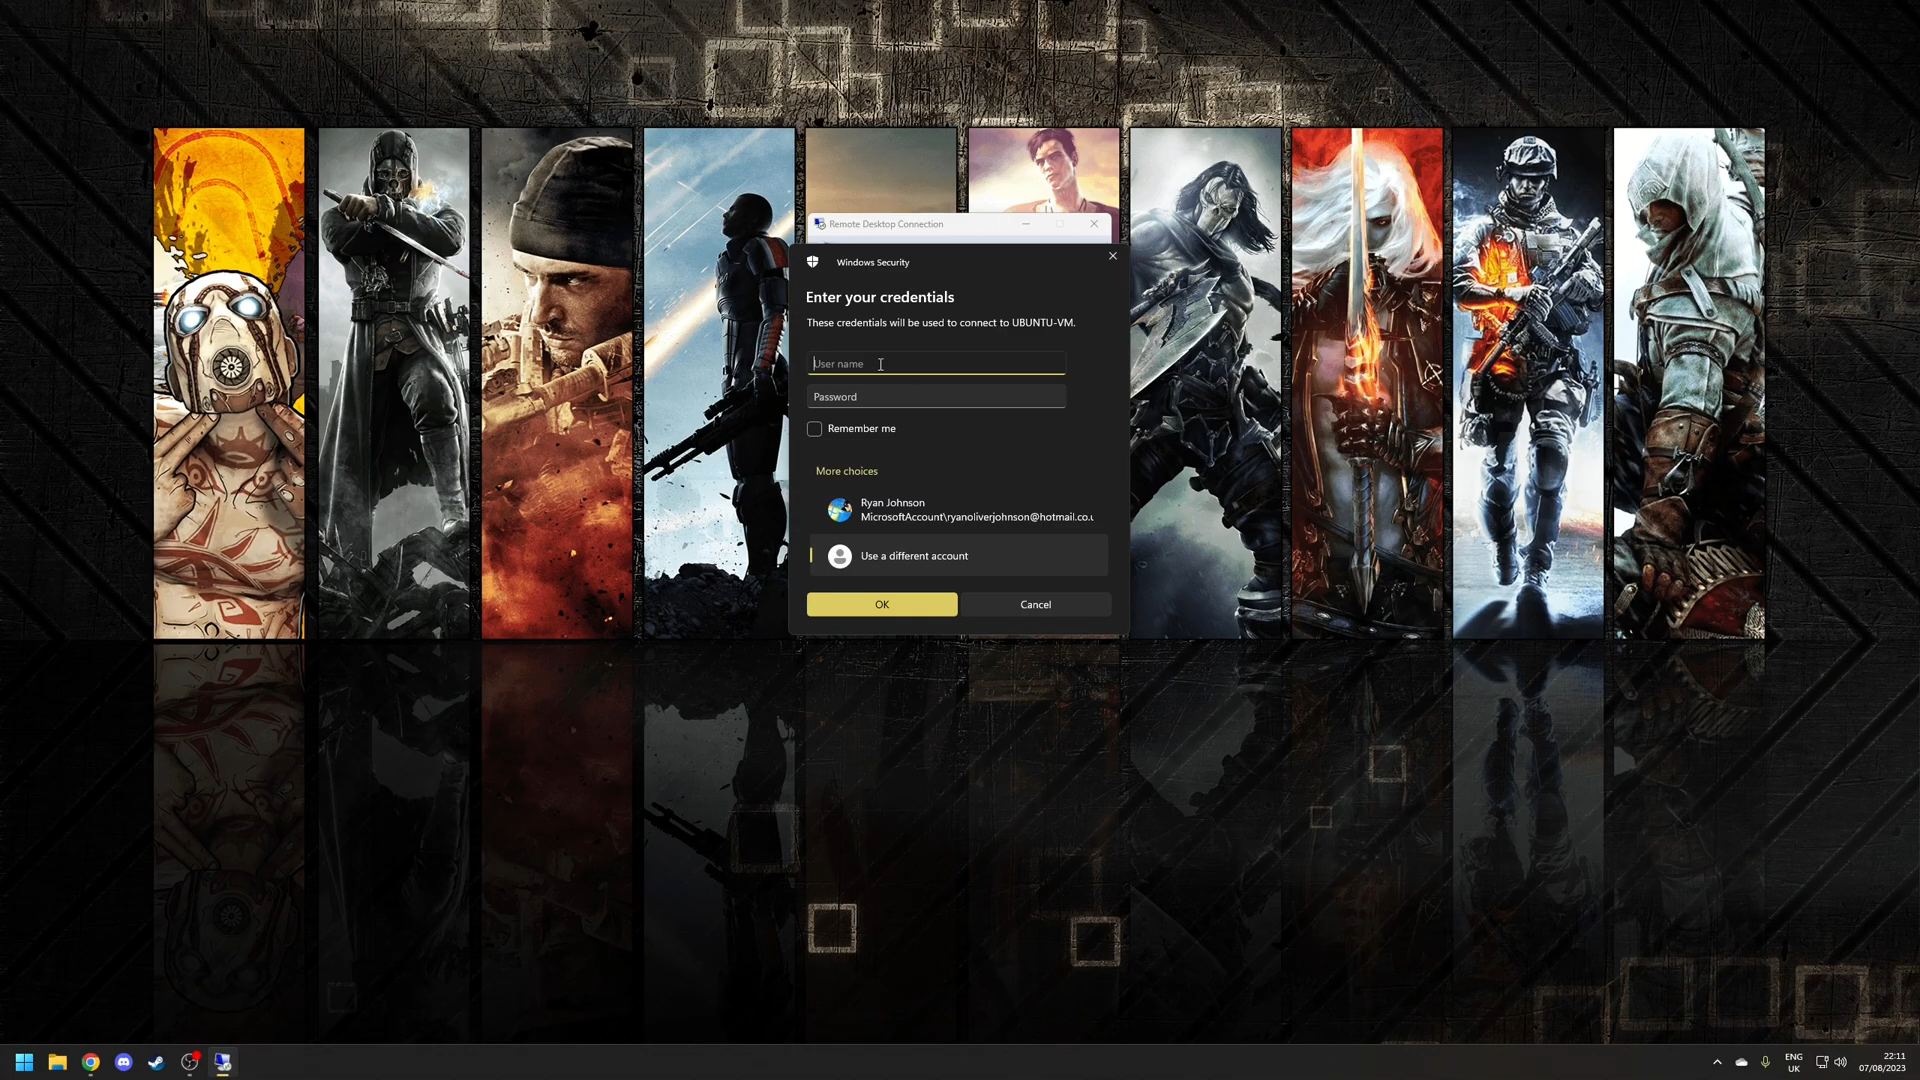 Remote Desktop Connection
Windows Security
Enter your credentials
These credentials will be used to connect to UBUNTU-VM.
User name
Password
Remember me
More choices
Ryan Johnson
MicrosoftAccount\ryanoliverjohnson@hotmail.co.u
Use a different account
OK
Cancel
ENG
UK
22:11
07/08/2023